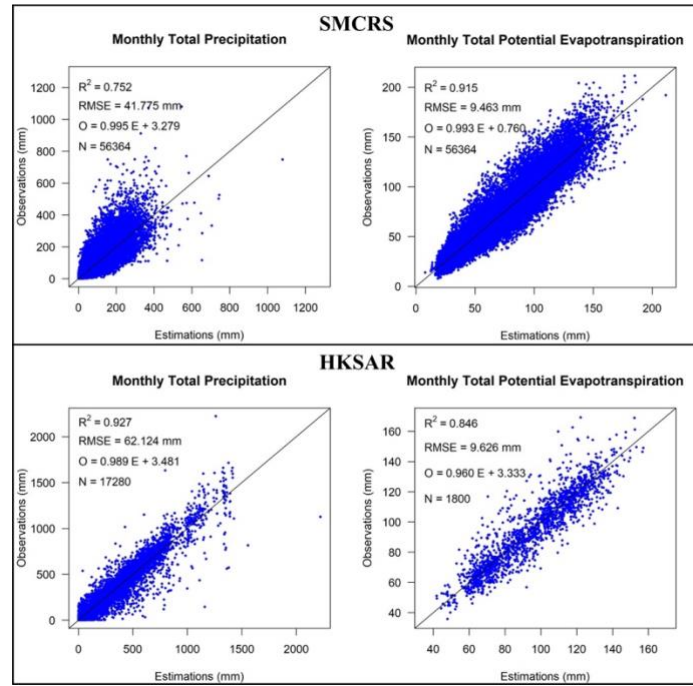 SMCRS
Monthly Total Precipitation
R² = 0.752
RMSE = 41.775 mm
O = 0.995 E + 3.279
N = 56364
Observations (mm)
1200
1000
800
600
400
200
0
0 200 400 600 800 1000 1200
Estimations (mm)
Monthly Total Potential Evapotranspiration
R² = 0.915
RMSE = 9.463 mm
O = 0.993 E + 0.760
N = 56364
Observations (mm)
200
150
100
50
0
0 50 100 150 200
Estimations (mm)
HKSAR
Monthly Total Precipitation
R² = 0.927
RMSE = 62.124 mm
O = 0.989 E + 3.481
N = 17280
Observations (mm)
2000
1500
1000
500
0
0 500 1000 1500 2000
Estimations (mm)
Monthly Total Potential Evapotranspiration
R² = 0.846
RMSE = 9.626 mm
O = 0.960 E + 3.333
N = 1800
Observations (mm)
160
140
120
100
80
60
40
40 60 80 100 120 140 160
Estimations (mm)